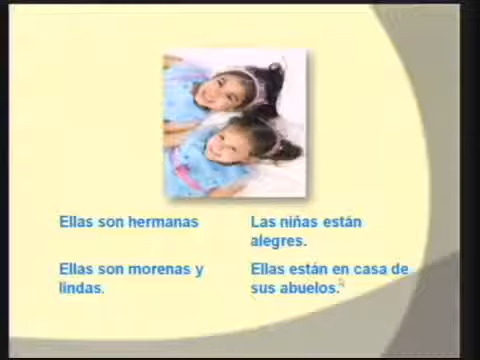 Ellas son hermanas
Ellas son morenas y
lindas.
Las niñas están
alegres.
Ellas están en casa de
sus abuelos.